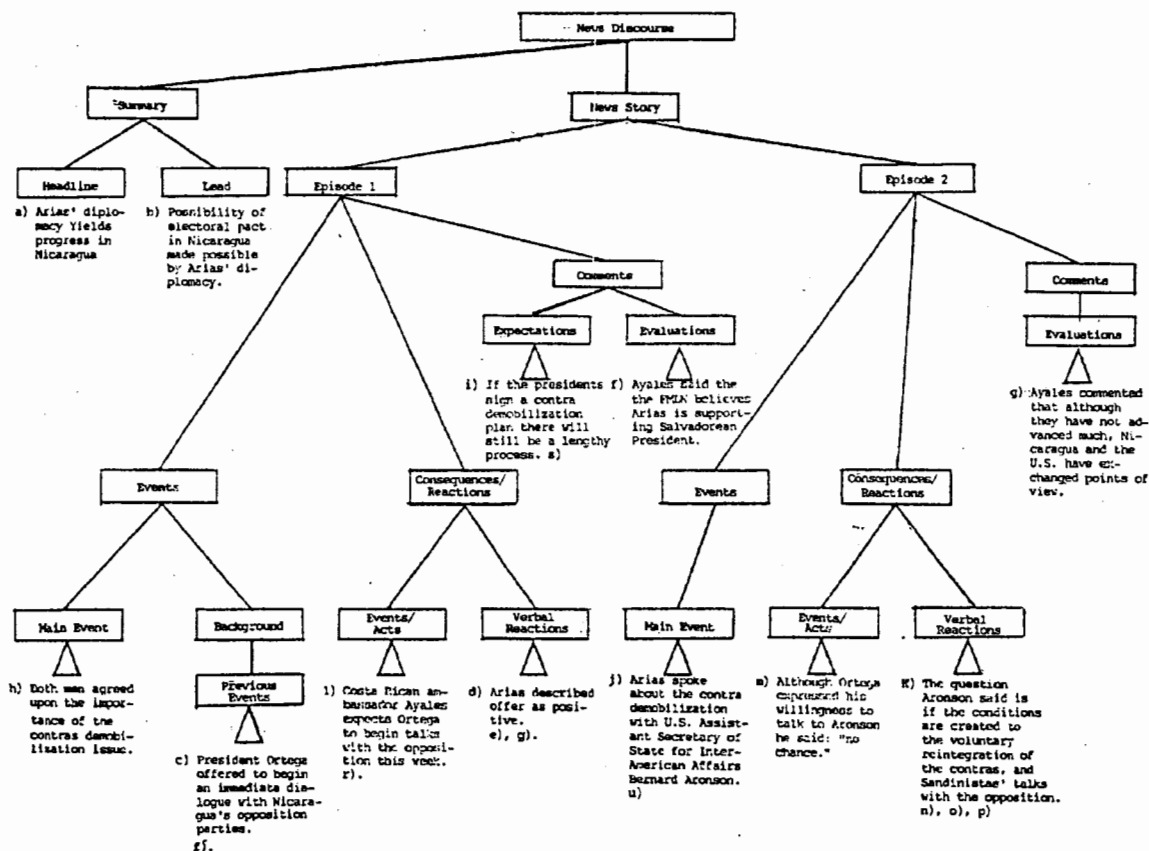 News Discourse
Summary
News Story
Headline
Lead
Episode 1
Episode 2
a) Arias' diplo-
macy Yields
progress in
Nicaragua
b) Possibility of
electoral pact
in Nicaragua
made possible
by Arias' di-
plomacy.
Comments
Comments
Expectations
Evaluations
Evaluations
i) If the presidents
sign a contra
demobilization
plan there will
still be a lengthy
process. s)
f) Ayales said the
the FMLN believes
Arias is support-
ing Salvadorean
President.
g) Ayales commented
that although
they have not ad-
vanced much, Ni-
caragua and the
U.S. have ex-
changed points of
view.
Events
Consequences/
Reactions
Events
Consequences/
Reactions
Main Event
Background
Events/
Acts
Verbal
Reactions
Main Event
Events/
Acts
Verbal
Reactions
h) Both men agreed
upon the impor-
tance of the
contras demobi-
lization issue.
Previous
Events
c) President Ortega
offered to begin
an immediate dia-
logue with Nicara-
gua's opposition
parties.
l) Costa Rican am-
bassador Ayales
expects Ortega
to begin talks
with the opposi-
tion this week.
r).
d) Arias described
offer as posi-
tive.
e), g).
j) Arias spoke
about the contra
demobilization
with U.S. Assist-
ant Secretary of
State for Inter-
American Affairs
Bernard Aronson.
u)
m) Although Ortega
expressed his
willingness to
talk to Aronson
he said: "no
chance."
K) The question
Aronson said is
if the conditions
are created to
the voluntary
reintegration of
the contras, and
Sandinistas' talks
with the opposition.
n), o), p)